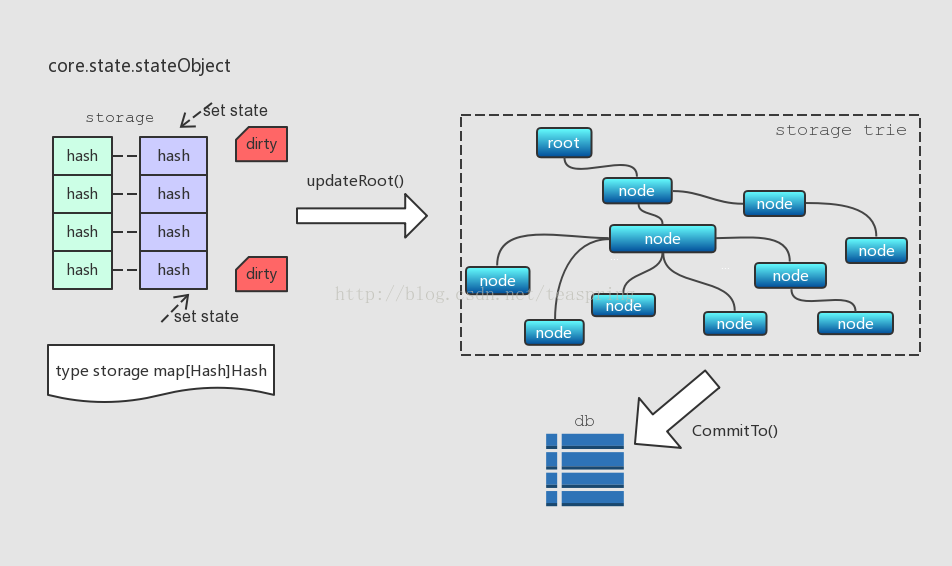 core.state.stateObject
storage
set state
hash hash
hash hash
hash hash
hash hash
dirty
dirty
set state
type storage map[Hash]Hash
updateRoot()
storage trie
root
node
node
node
node
node
node
node
node
node
node
http://blog.csdn.net/teaspring
db
CommitTo()